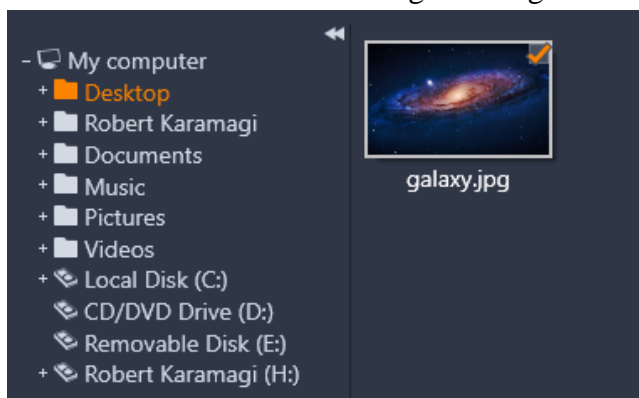 My computer
Desktop
Robert Karamagi
Documents
Music
Pictures
Videos
Local Disk (C:)
CD/DVD Drive (D:)
Removable Disk (E:)
Robert Karamagi (H:)
galaxy.jpg